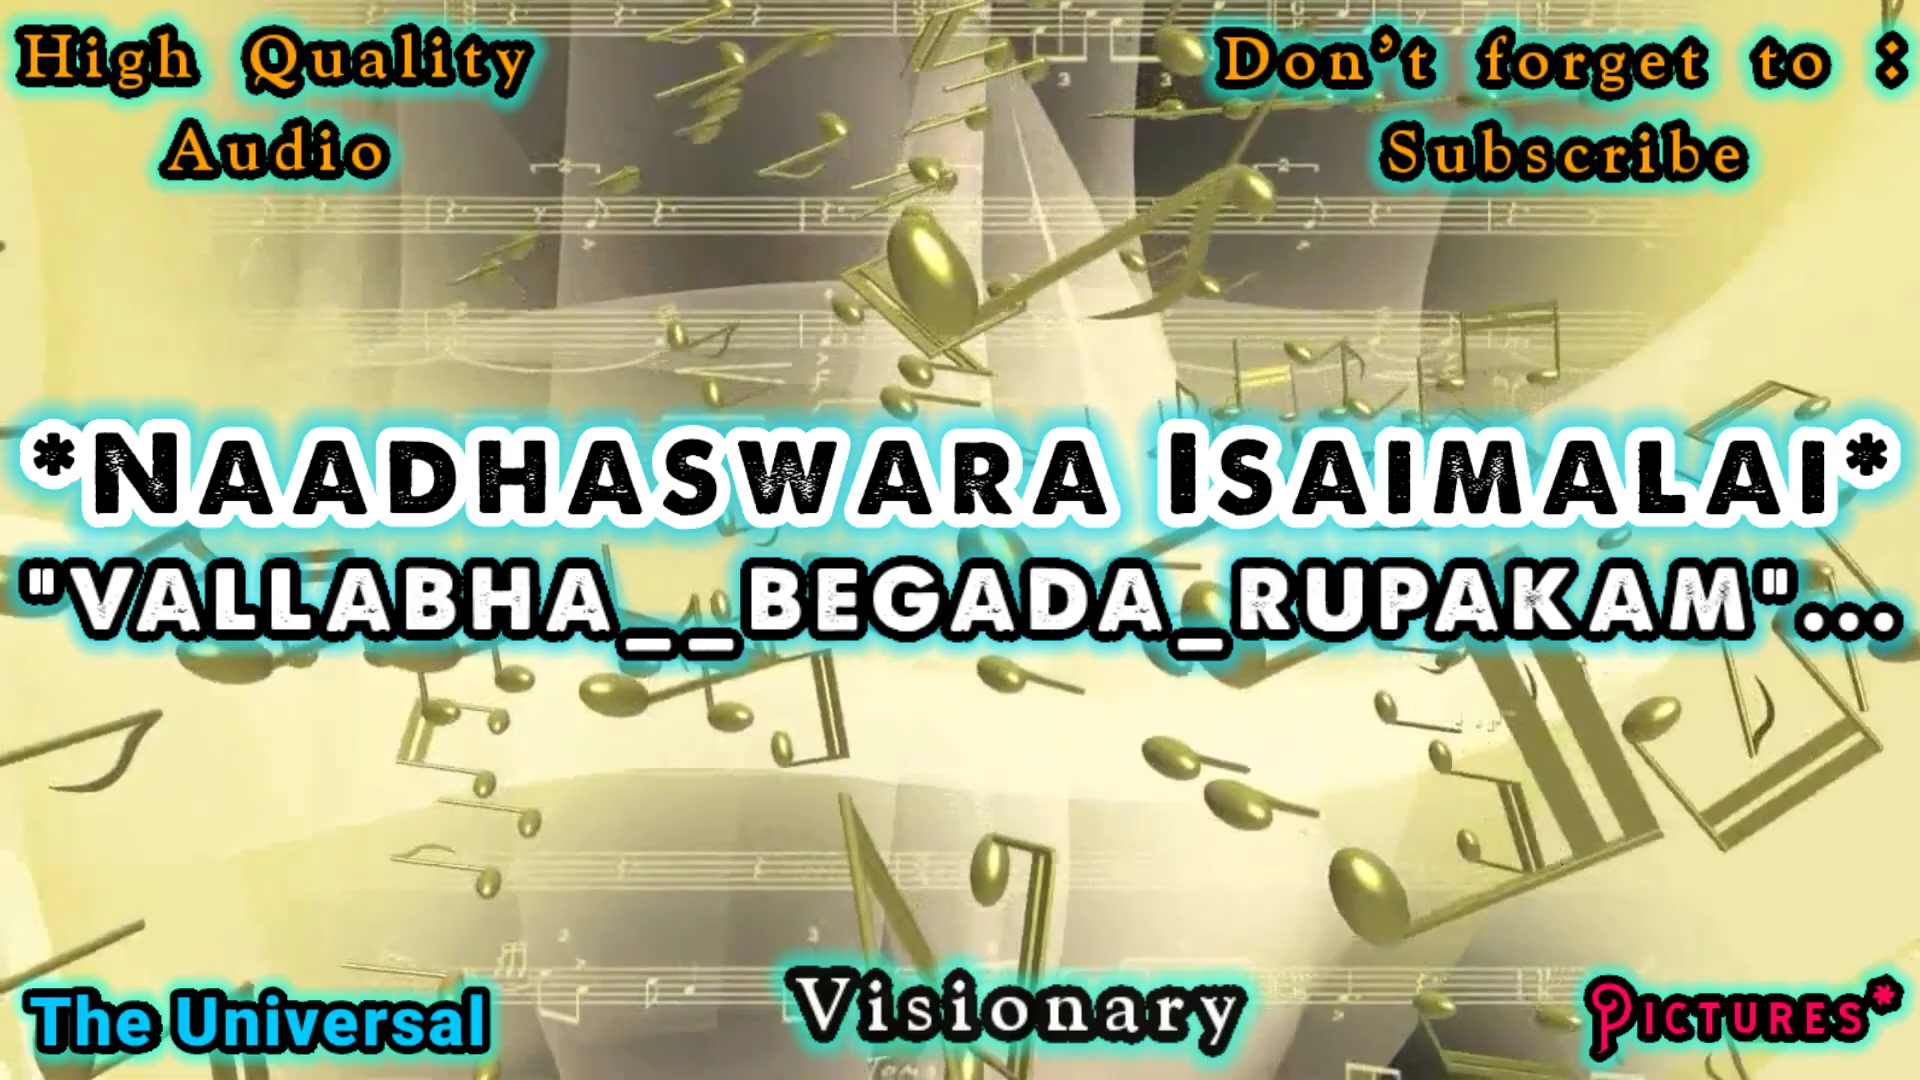 High Quality
Audio
Don't forget to :
Subscribe
*Naadhaswara Isaimalai*
"VALLABHA__BEGADA_RUPAKAM"...
The Universal
Visionary
Pictures*